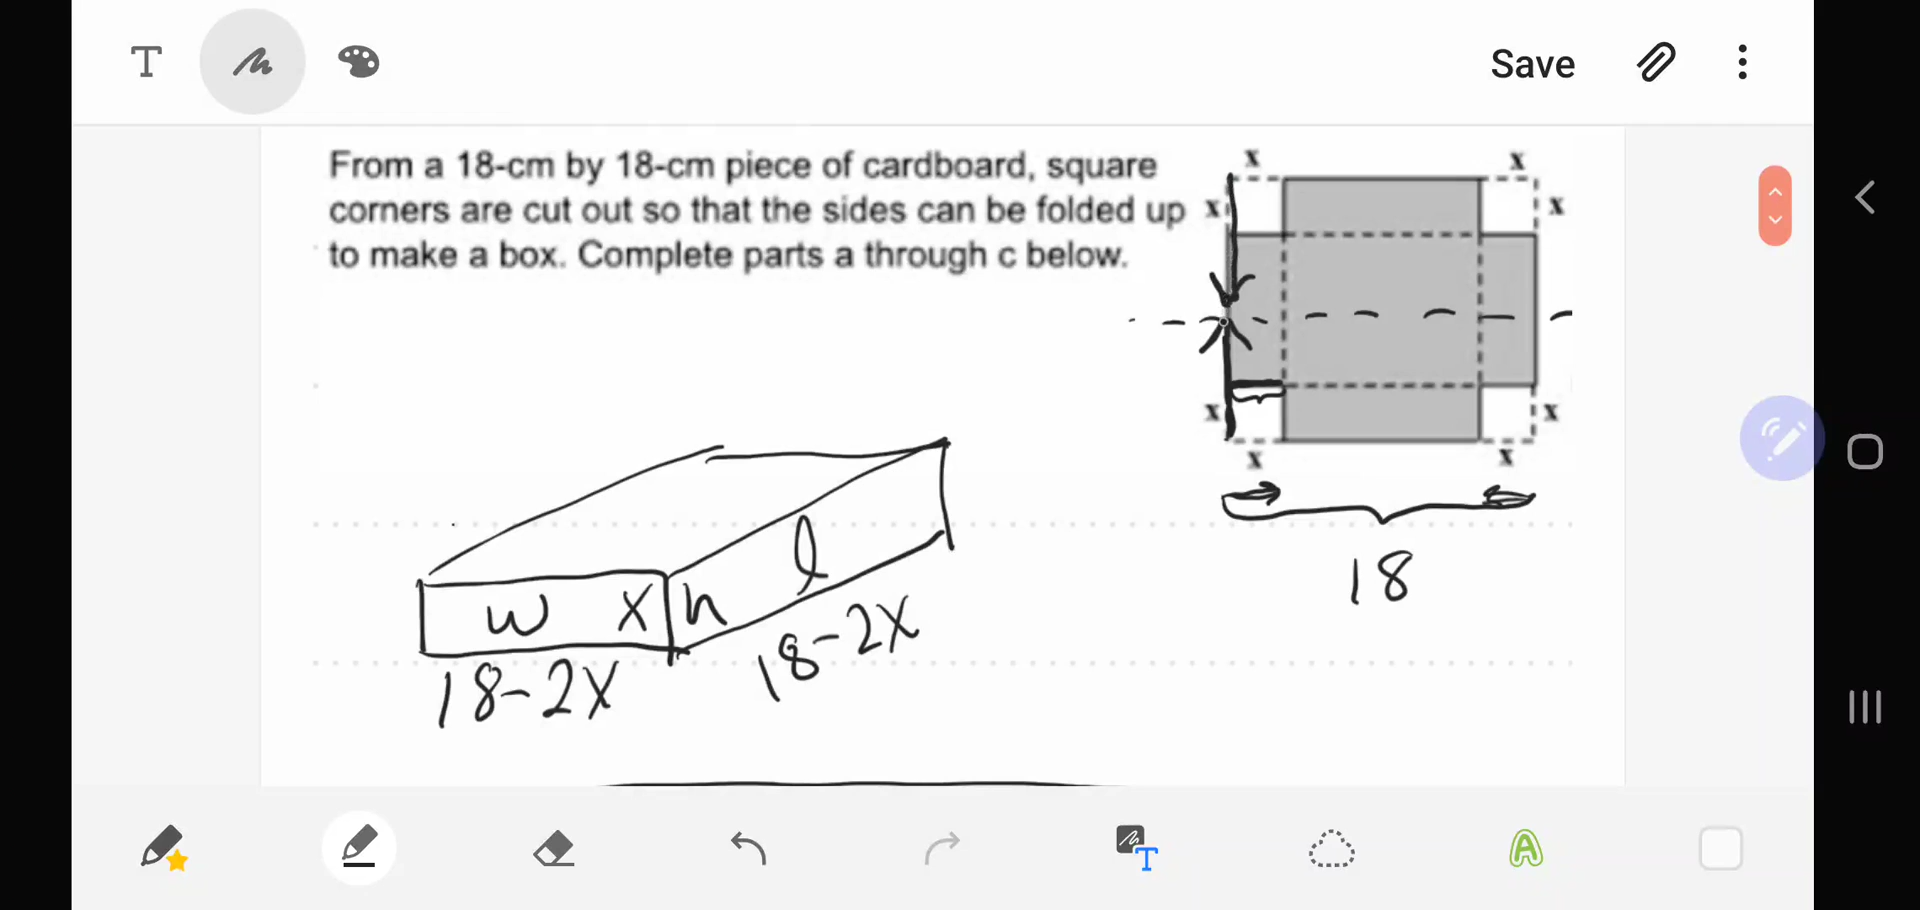 T
Save
From a 18-cm by 18-cm piece of cardboard, square
corners are cut out so that the sides can be folded up
to make a box. Complete parts a through c below.
x x
x x
x x
x x
18
w x h l
18-2x
18-2x
T
A